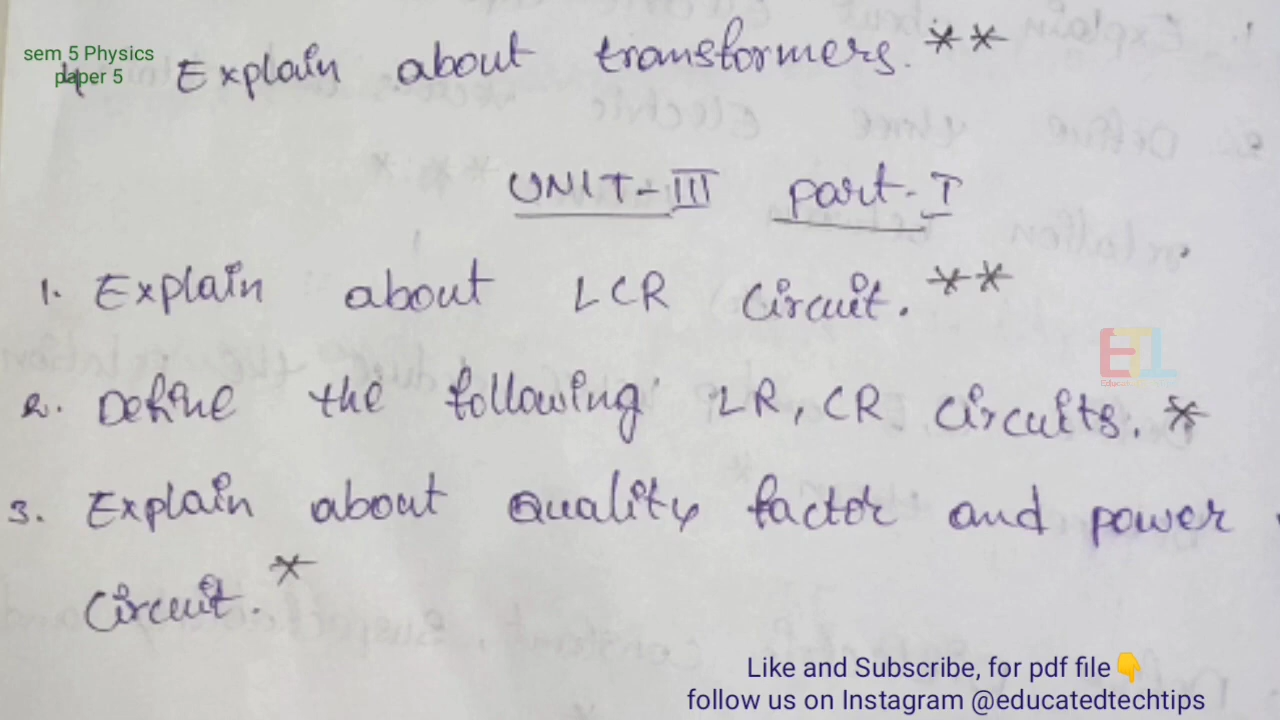 sem 5 Physics
paper 5
4. Explain about transformers. **
UNIT-III Part-I
1. Explain about LCR Circuit. **
2. Define the following LR, CR Circuits. *
3. Explain about Quality factor and power
Circuit. *
ETL
Like and Subscribe, for pdf file👇
follow us on Instagram @educatedtechtips